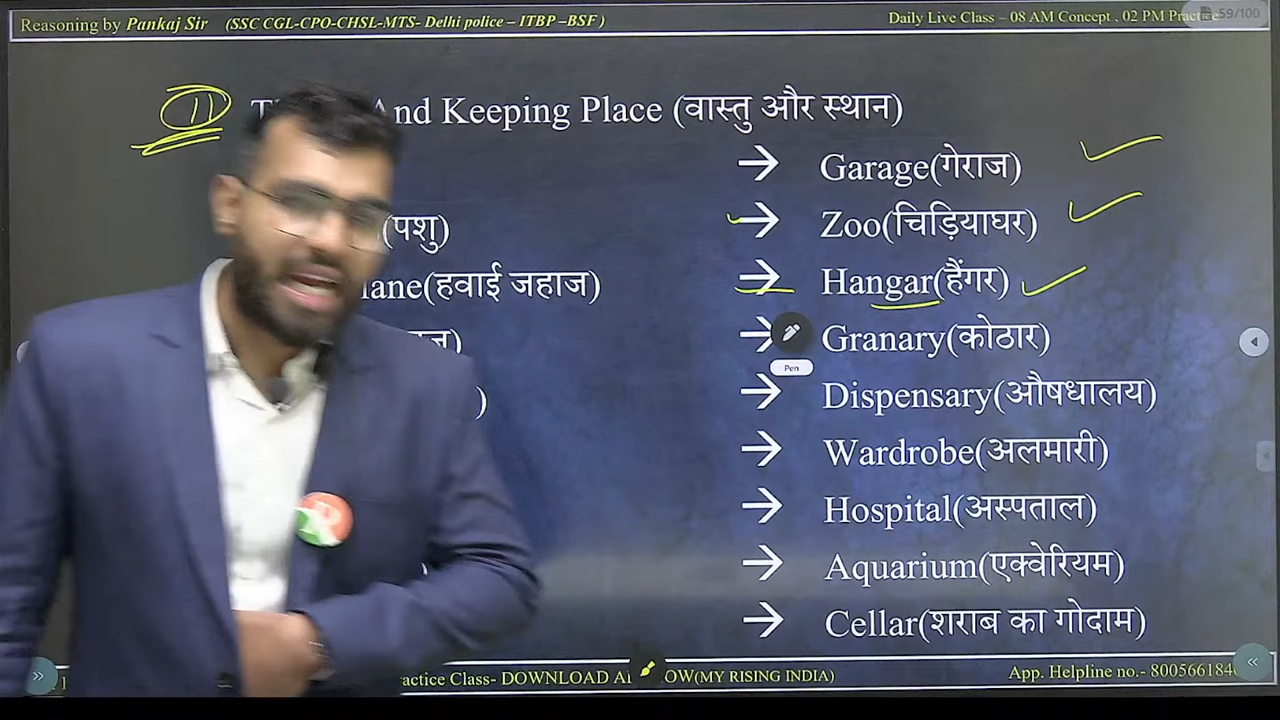 Reasoning by Pankaj Sir (SSC CGL-CPO-CHSL-MTS- Delhi police – ITBP –BSF )
Daily Live Class – 08 AM Concept , 02 PM Practice
59/100
11
And Keeping Place (वास्तु और स्थान)
→ Garage(गेराज)
(पशु) → Zoo(चिड़ियाघर)
lane(हवाई जहाज) → Hangar(हैंगर)
→ Granary(कोठार)
Pen
→ Dispensary(औषधालय)
→ Wardrobe(अलमारी)
→ Hospital(अस्पताल)
→ Aquarium(एक्वेरियम)
→ Cellar(शराब का गोदाम)
actice Class- DOWNLOAD OW(MY RISING INDIA)
App. Helpline no.- 800566184